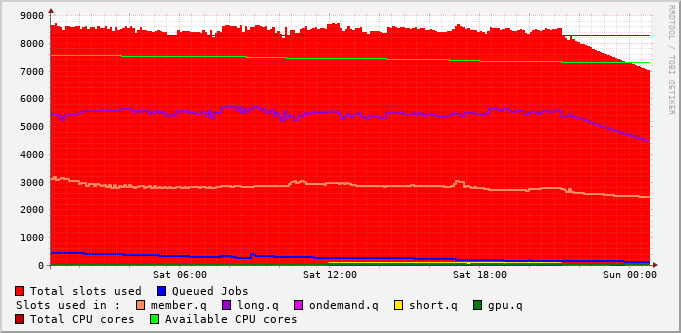 9000
8000
7000
6000
5000
4000
3000
2000
1000
0
Sat 06:00 Sat 12:00 Sat 18:00 Sun 00:00
Total slots used Queued Jobs
Slots used in : member.q long.q ondemand.q short.q gpu.q
Total CPU cores Available CPU cores
RRDTOOL / TOBI OETIKER